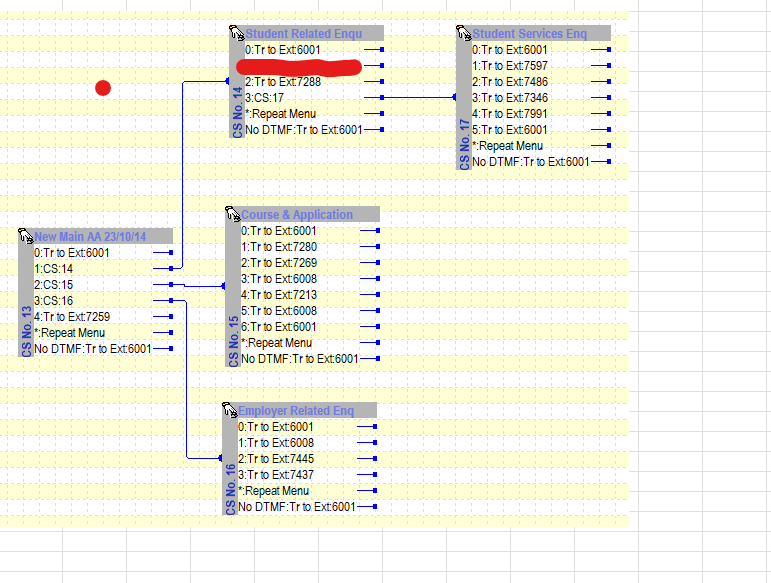 Student Related Enqu
0:Tr to Ext:6001
2:Tr to Ext:7288
3:CS:17
*:Repeat Menu
No DTMF:Tr to Ext:6001
CS No. 14
Student Services Enq
0:Tr to Ext:6001
1:Tr to Ext:7597
2:Tr to Ext:7486
3:Tr to Ext:7346
4:Tr to Ext:7991
5:Tr to Ext:6001
*:Repeat Menu
No DTMF:Tr to Ext:6001
CS No. 17
New Main AA 23/10/14
0:Tr to Ext:6001
1:CS:14
2:CS:15
3:CS:16
4:Tr to Ext:7259
*:Repeat Menu
No DTMF:Tr to Ext:6001
CS No. 13
Course & Application
0:Tr to Ext:6001
1:Tr to Ext:7280
2:Tr to Ext:7269
3:Tr to Ext:6008
4:Tr to Ext:7213
5:Tr to Ext:6008
6:Tr to Ext:6001
*:Repeat Menu
No DTMF:Tr to Ext:6001
CS No. 15
Employer Related Enq
0:Tr to Ext:6001
1:Tr to Ext:6008
2:Tr to Ext:7445
3:Tr to Ext:7437
*:Repeat Menu
No DTMF:Tr to Ext:6001
CS No. 16